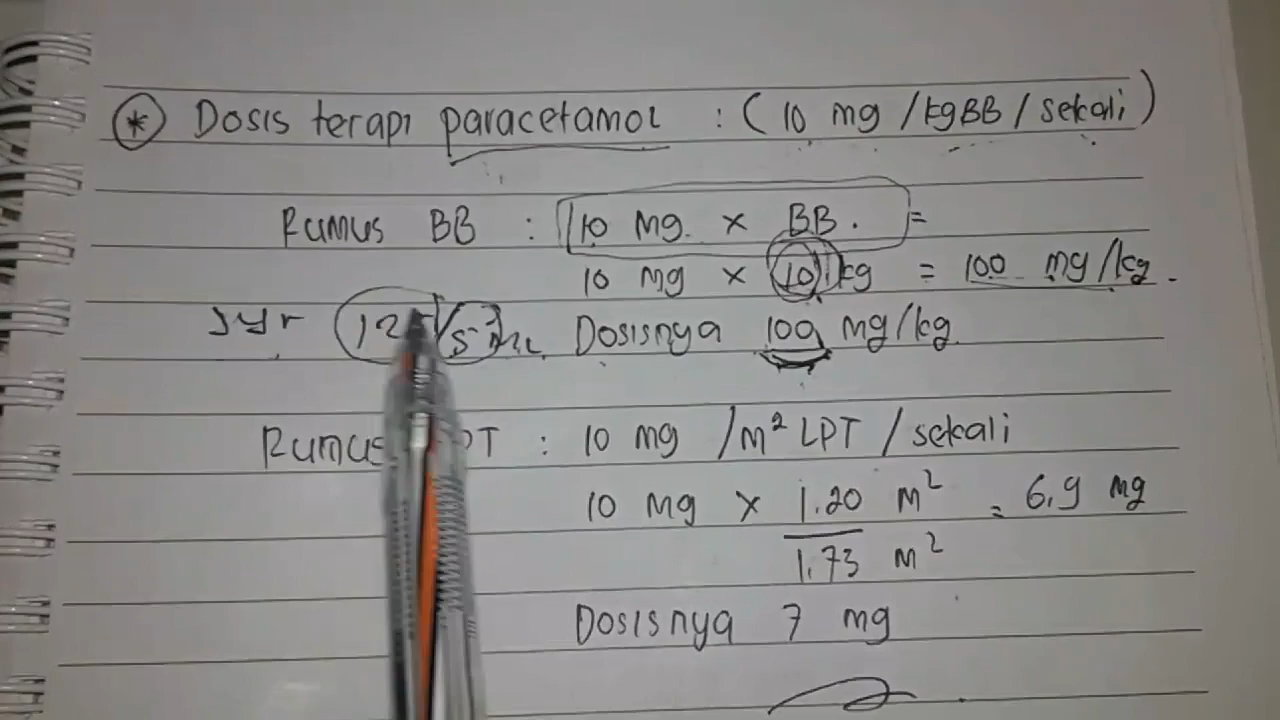 * Dosis terapi paracetamol : (10 mg /kgBB / sekali)
Rumus BB : 10 Mg. x BB. =
10 mg x 10 kg = 100 mg/kg.
Syr
Dosisnya 100 mg/kg
Rumus : 10 mg /m² LPT / sekali
10 Mg x 1.20 m² = 6,9 mg
1.73 m²
Dosisnya 7 mg